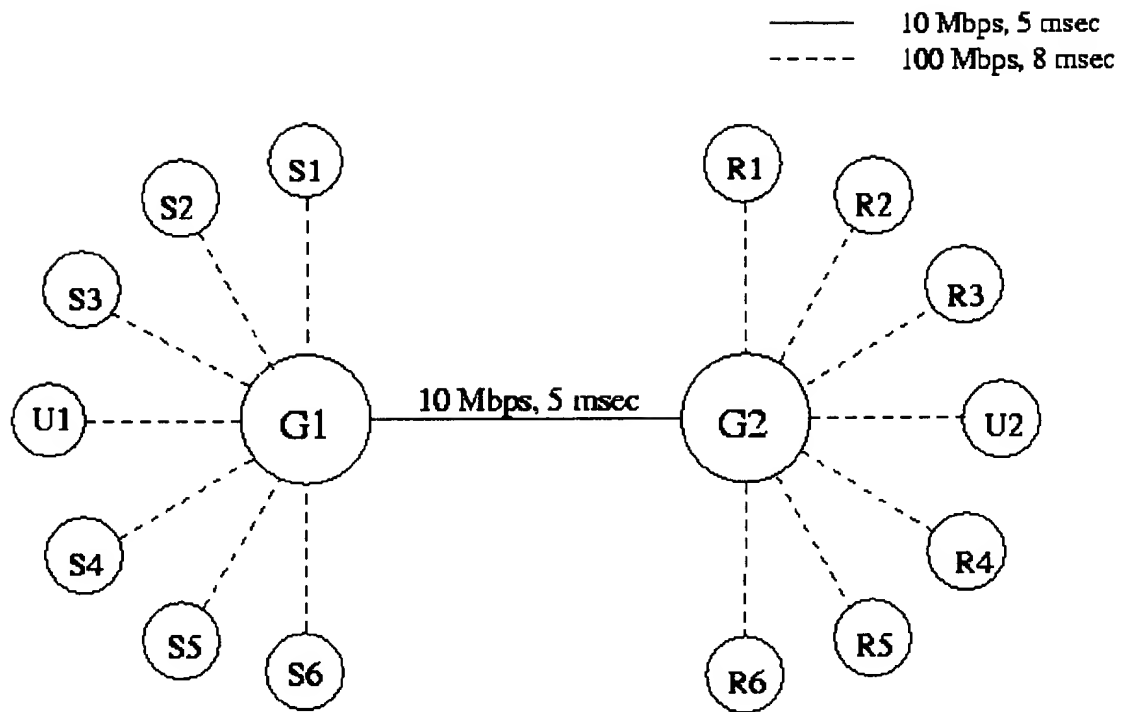 10 Mbps, 5 msec
100 Mbps, 8 msec
S1
R1
S2
R2
S3
R3
10 Mbps, 5 msec
U1
G1
G2
U2
S4
R4
S5
R5
S6
R6